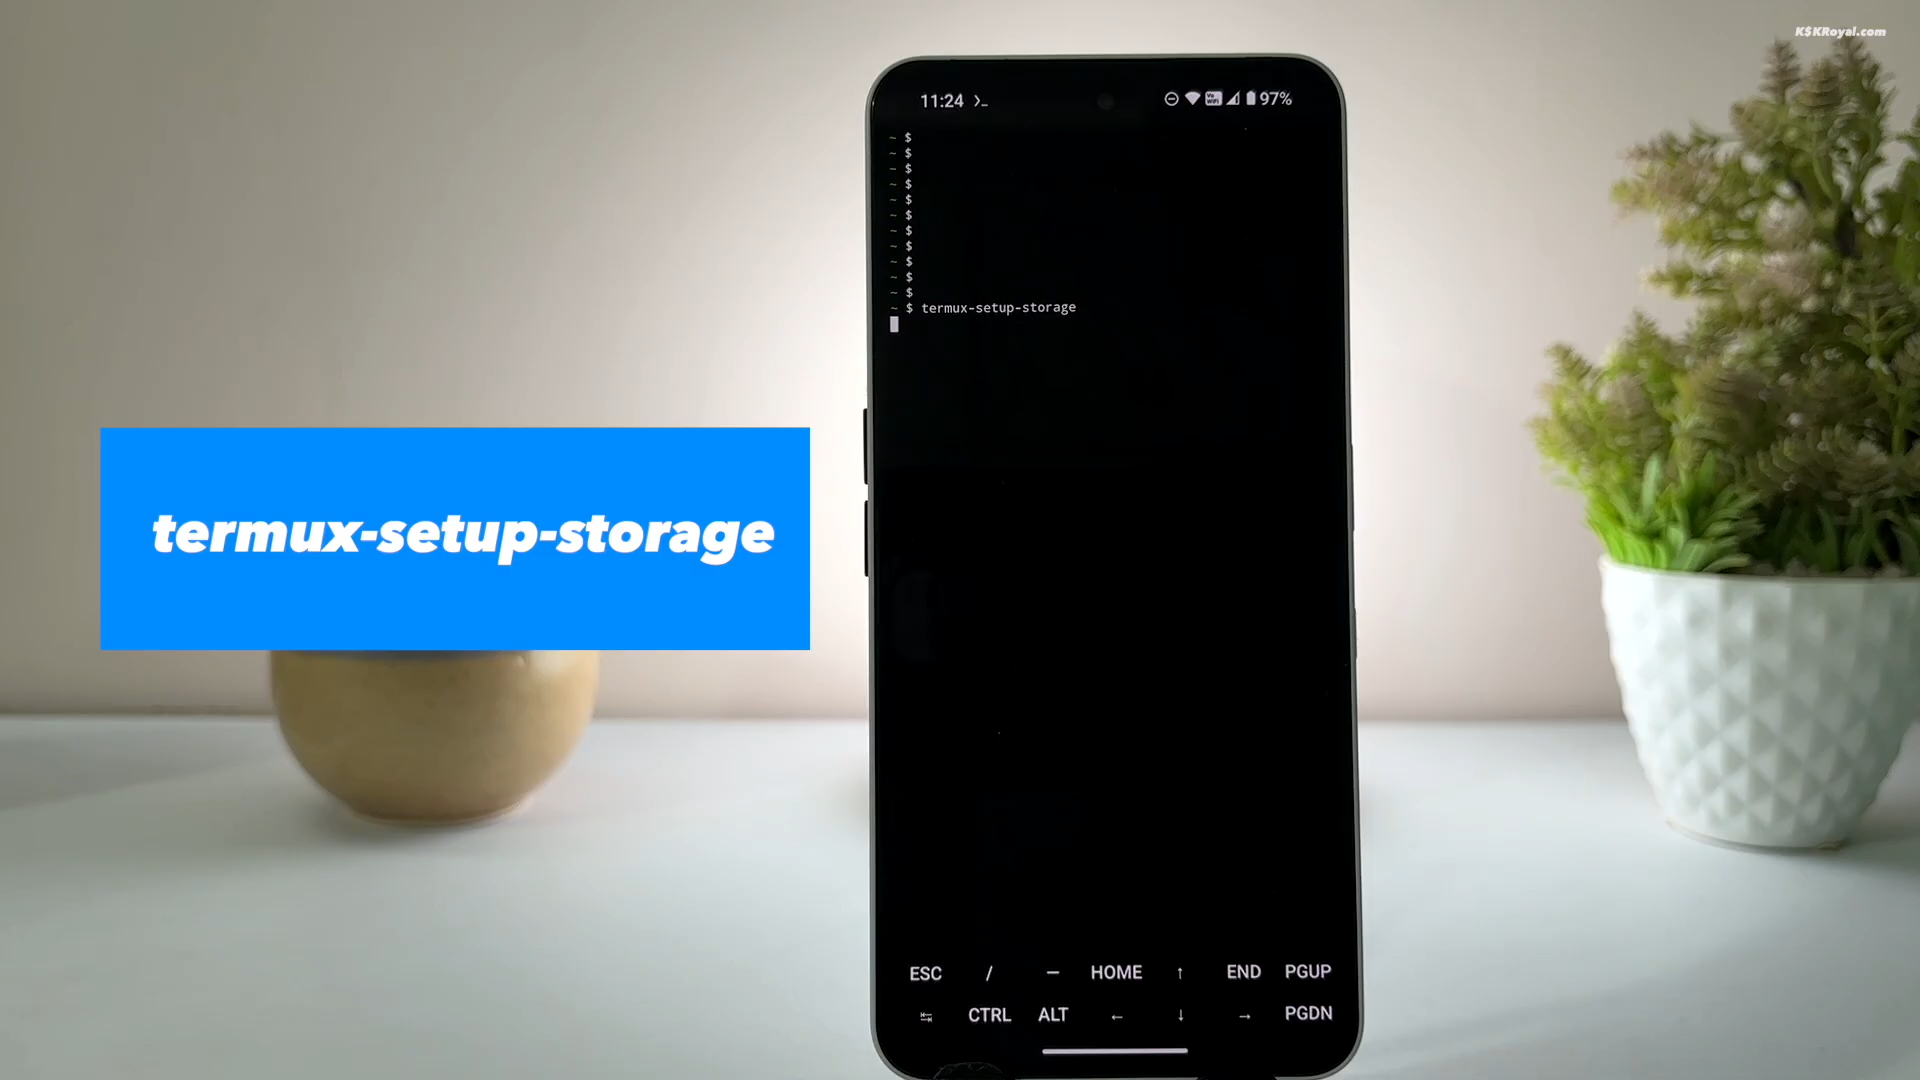 K$KRoyal.com
11:24 >_ 97%
~ $
~ $
~ $
~ $
~ $
~ $
~ $
~ $
~ $
~ $
~ $
~ $ termux-setup-storage
termux-setup-storage
ESC / — HOME ↑ END PGUP
↹ CTRL ALT ← ↓ → PGDN